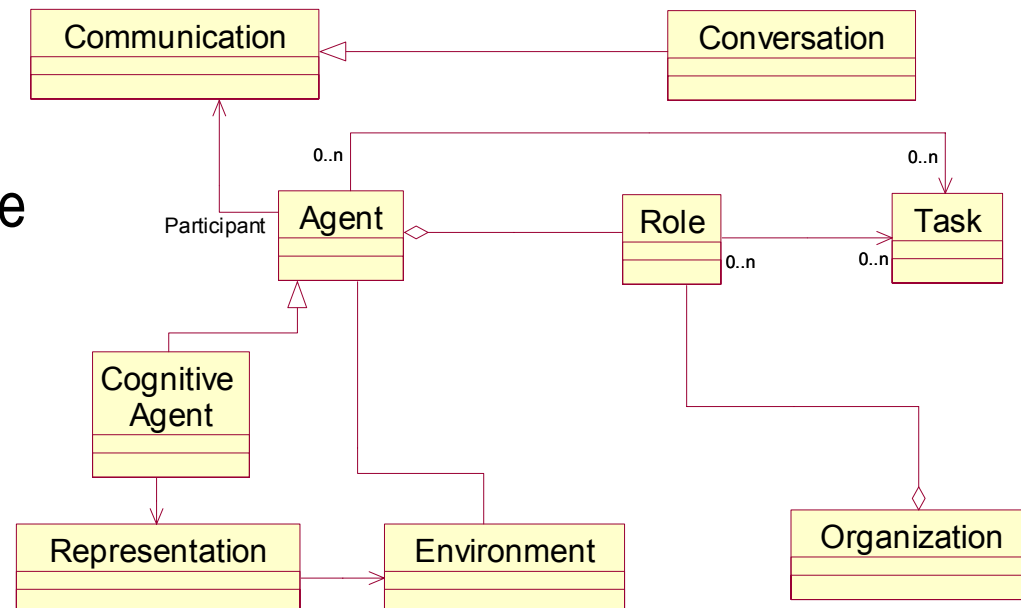 Communication
Conversation
0..n
0..n
e
Participant
Agent
Role
Task
0..n
0..n
Cognitive
Agent
Representation
Environment
Organization